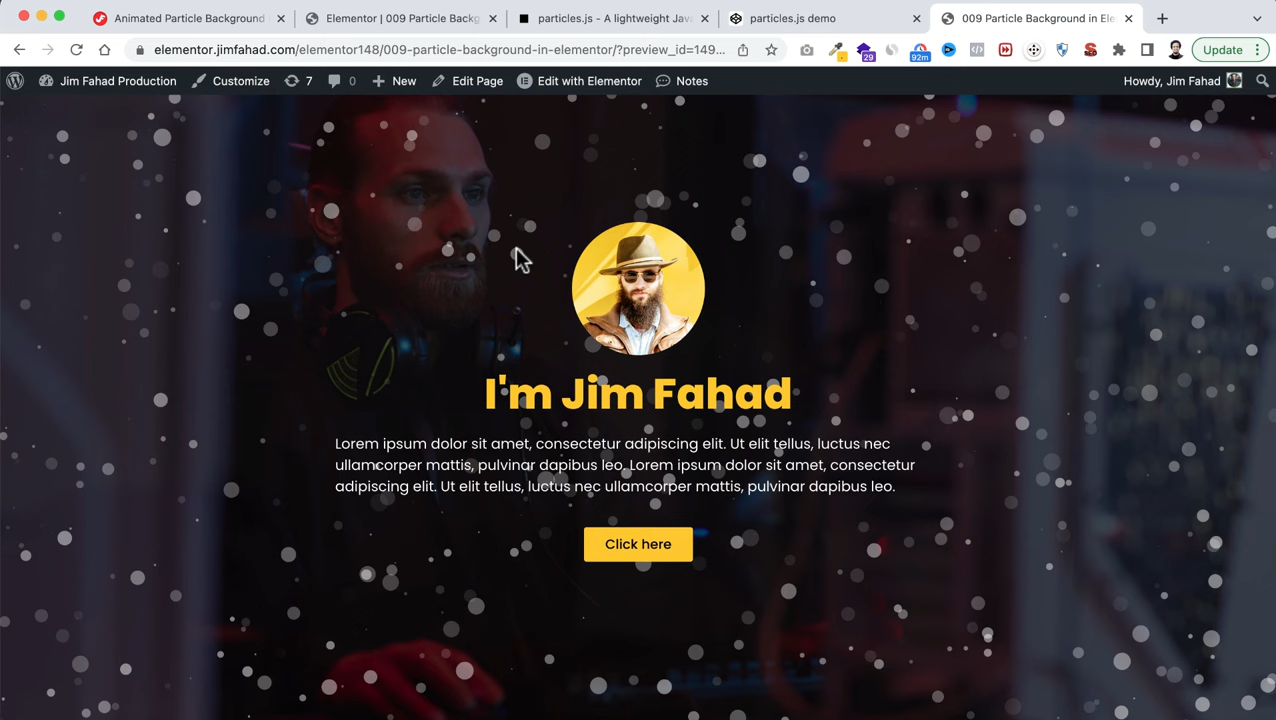 Animated Particle Background
Elementor | 009 Particle Backg
particles.js - A lightweight Jav
particles.js demo
009 Particle Background in Ele
elementor.jimfahad.com/elementor148/009-particle-background-in-elementor/?preview_id=149...
29
92m
Update
Jim Fahad Production
Customize
7
0
New
Edit Page
Edit with Elementor
Notes
Howdy, Jim Fahad
I'm Jim Fahad
Lorem ipsum dolor sit amet, consectetur adipiscing elit. Ut elit tellus, luctus nec
ullamcorper mattis, pulvinar dapibus leo. Lorem ipsum dolor sit amet, consectetur
adipiscing elit. Ut elit tellus, luctus nec ullamcorper mattis, pulvinar dapibus leo.
Click here